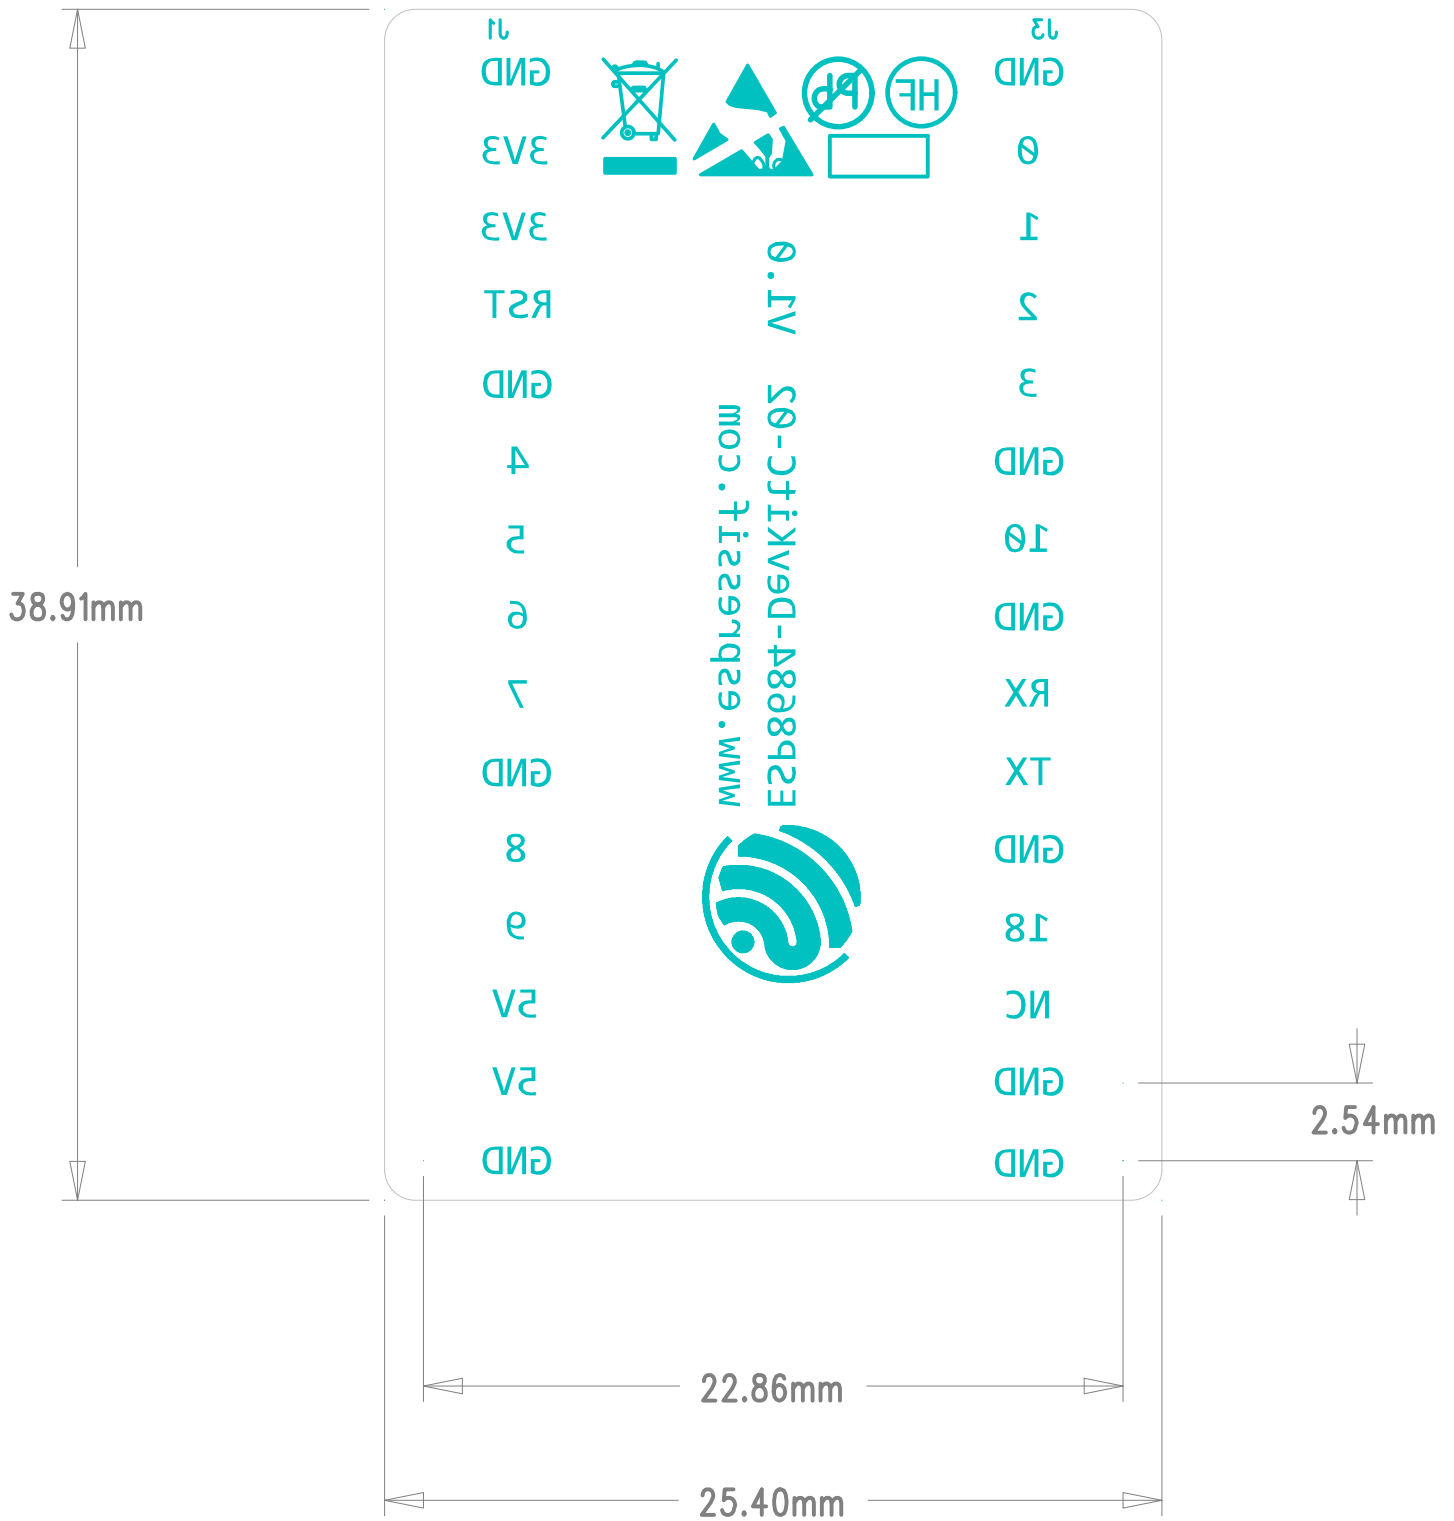 J1
J3
GND
Pb
HF
GND
3V3
0
3V3
1
RST
2
GND
3
4
GND
5
10
6
GND
7
RX
GND
TX
8
GND
9
18
5V
NC
5V
GND
GND
GND
www.espressif.com
ESP8684-DevKitC-02 V1.0
38.91mm
2.54mm
22.86mm
25.40mm